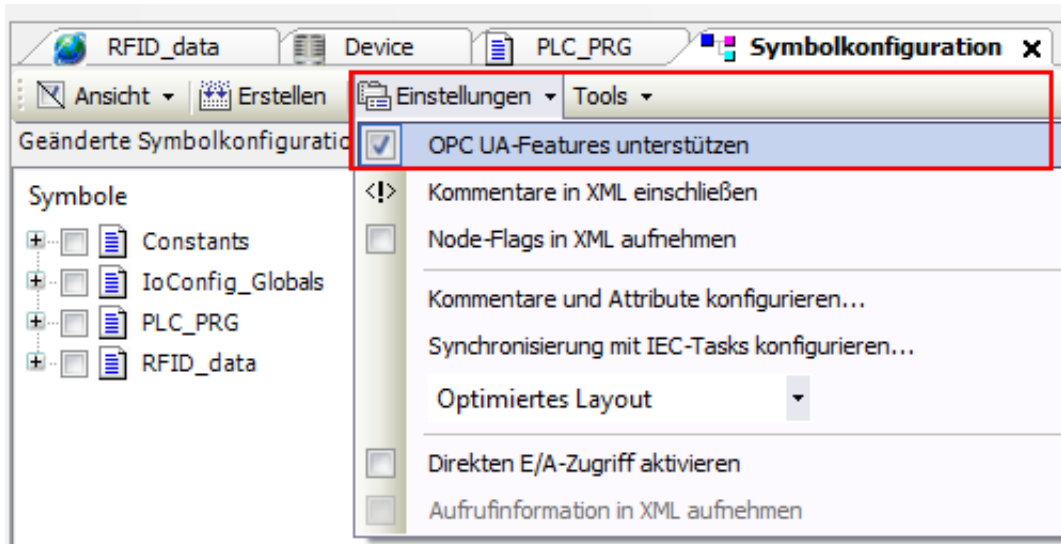 RFID_data Device PLC_PRG Symbolkonfiguration
Ansicht Erstellen Einstellungen Tools
Geänderte Symbolkonfiguratio
OPC UA-Features unterstützen
Symbole
Kommentare in XML einschließen
Constants
Node-Flags in XML aufnehmen
IoConfig_Globals
Kommentare und Attribute konfigurieren...
PLC_PRG
Synchronisierung mit IEC-Tasks konfigurieren...
RFID_data
Optimiertes Layout
Direkten E/A-Zugriff aktivieren
Aufrufinformation in XML aufnehmen